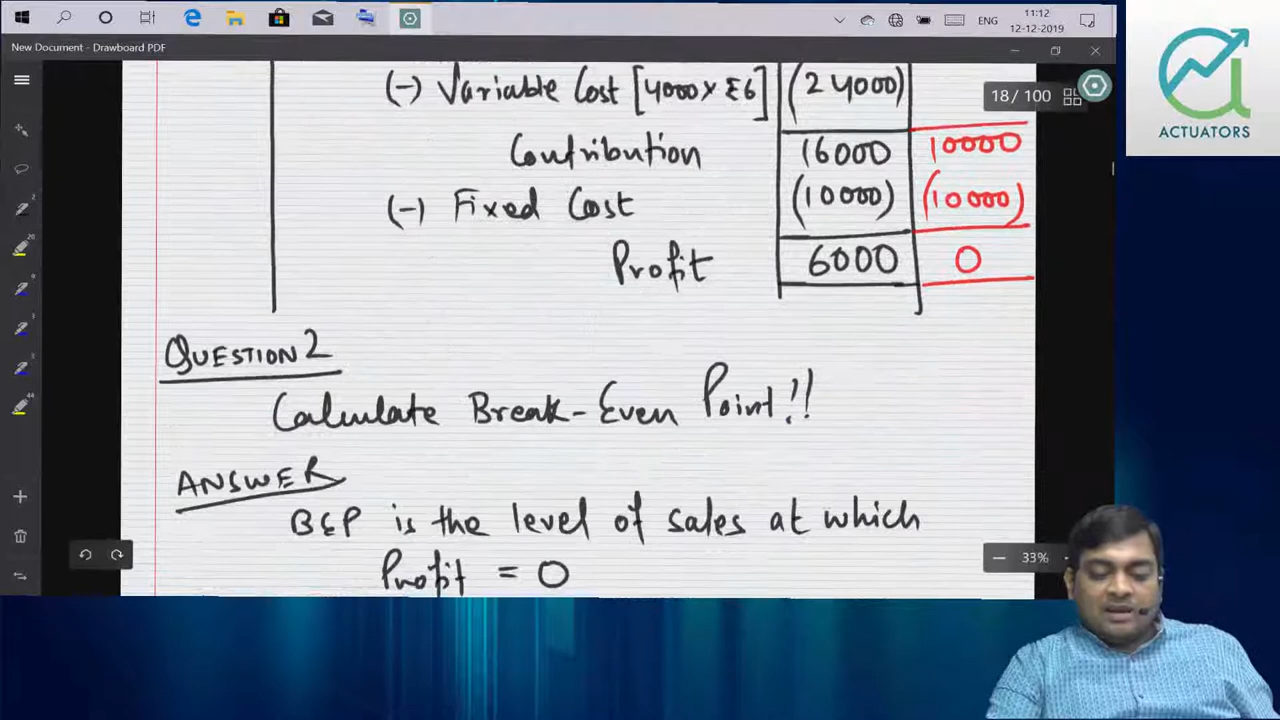 11:12
ENG
12-12-2019
New Document - Drawboard PDF
ACTUATORS
18 / 100
(-) Variable Cost [4000 x £6] (24000)
Contribution 16000 10000
(-) Fixed Cost (10000) (10000)
Profit 6000 0
QUESTION 2
Calculate Break-Even Point!!
ANSWER
BEP is the level of sales at which
Profit = 0
33%